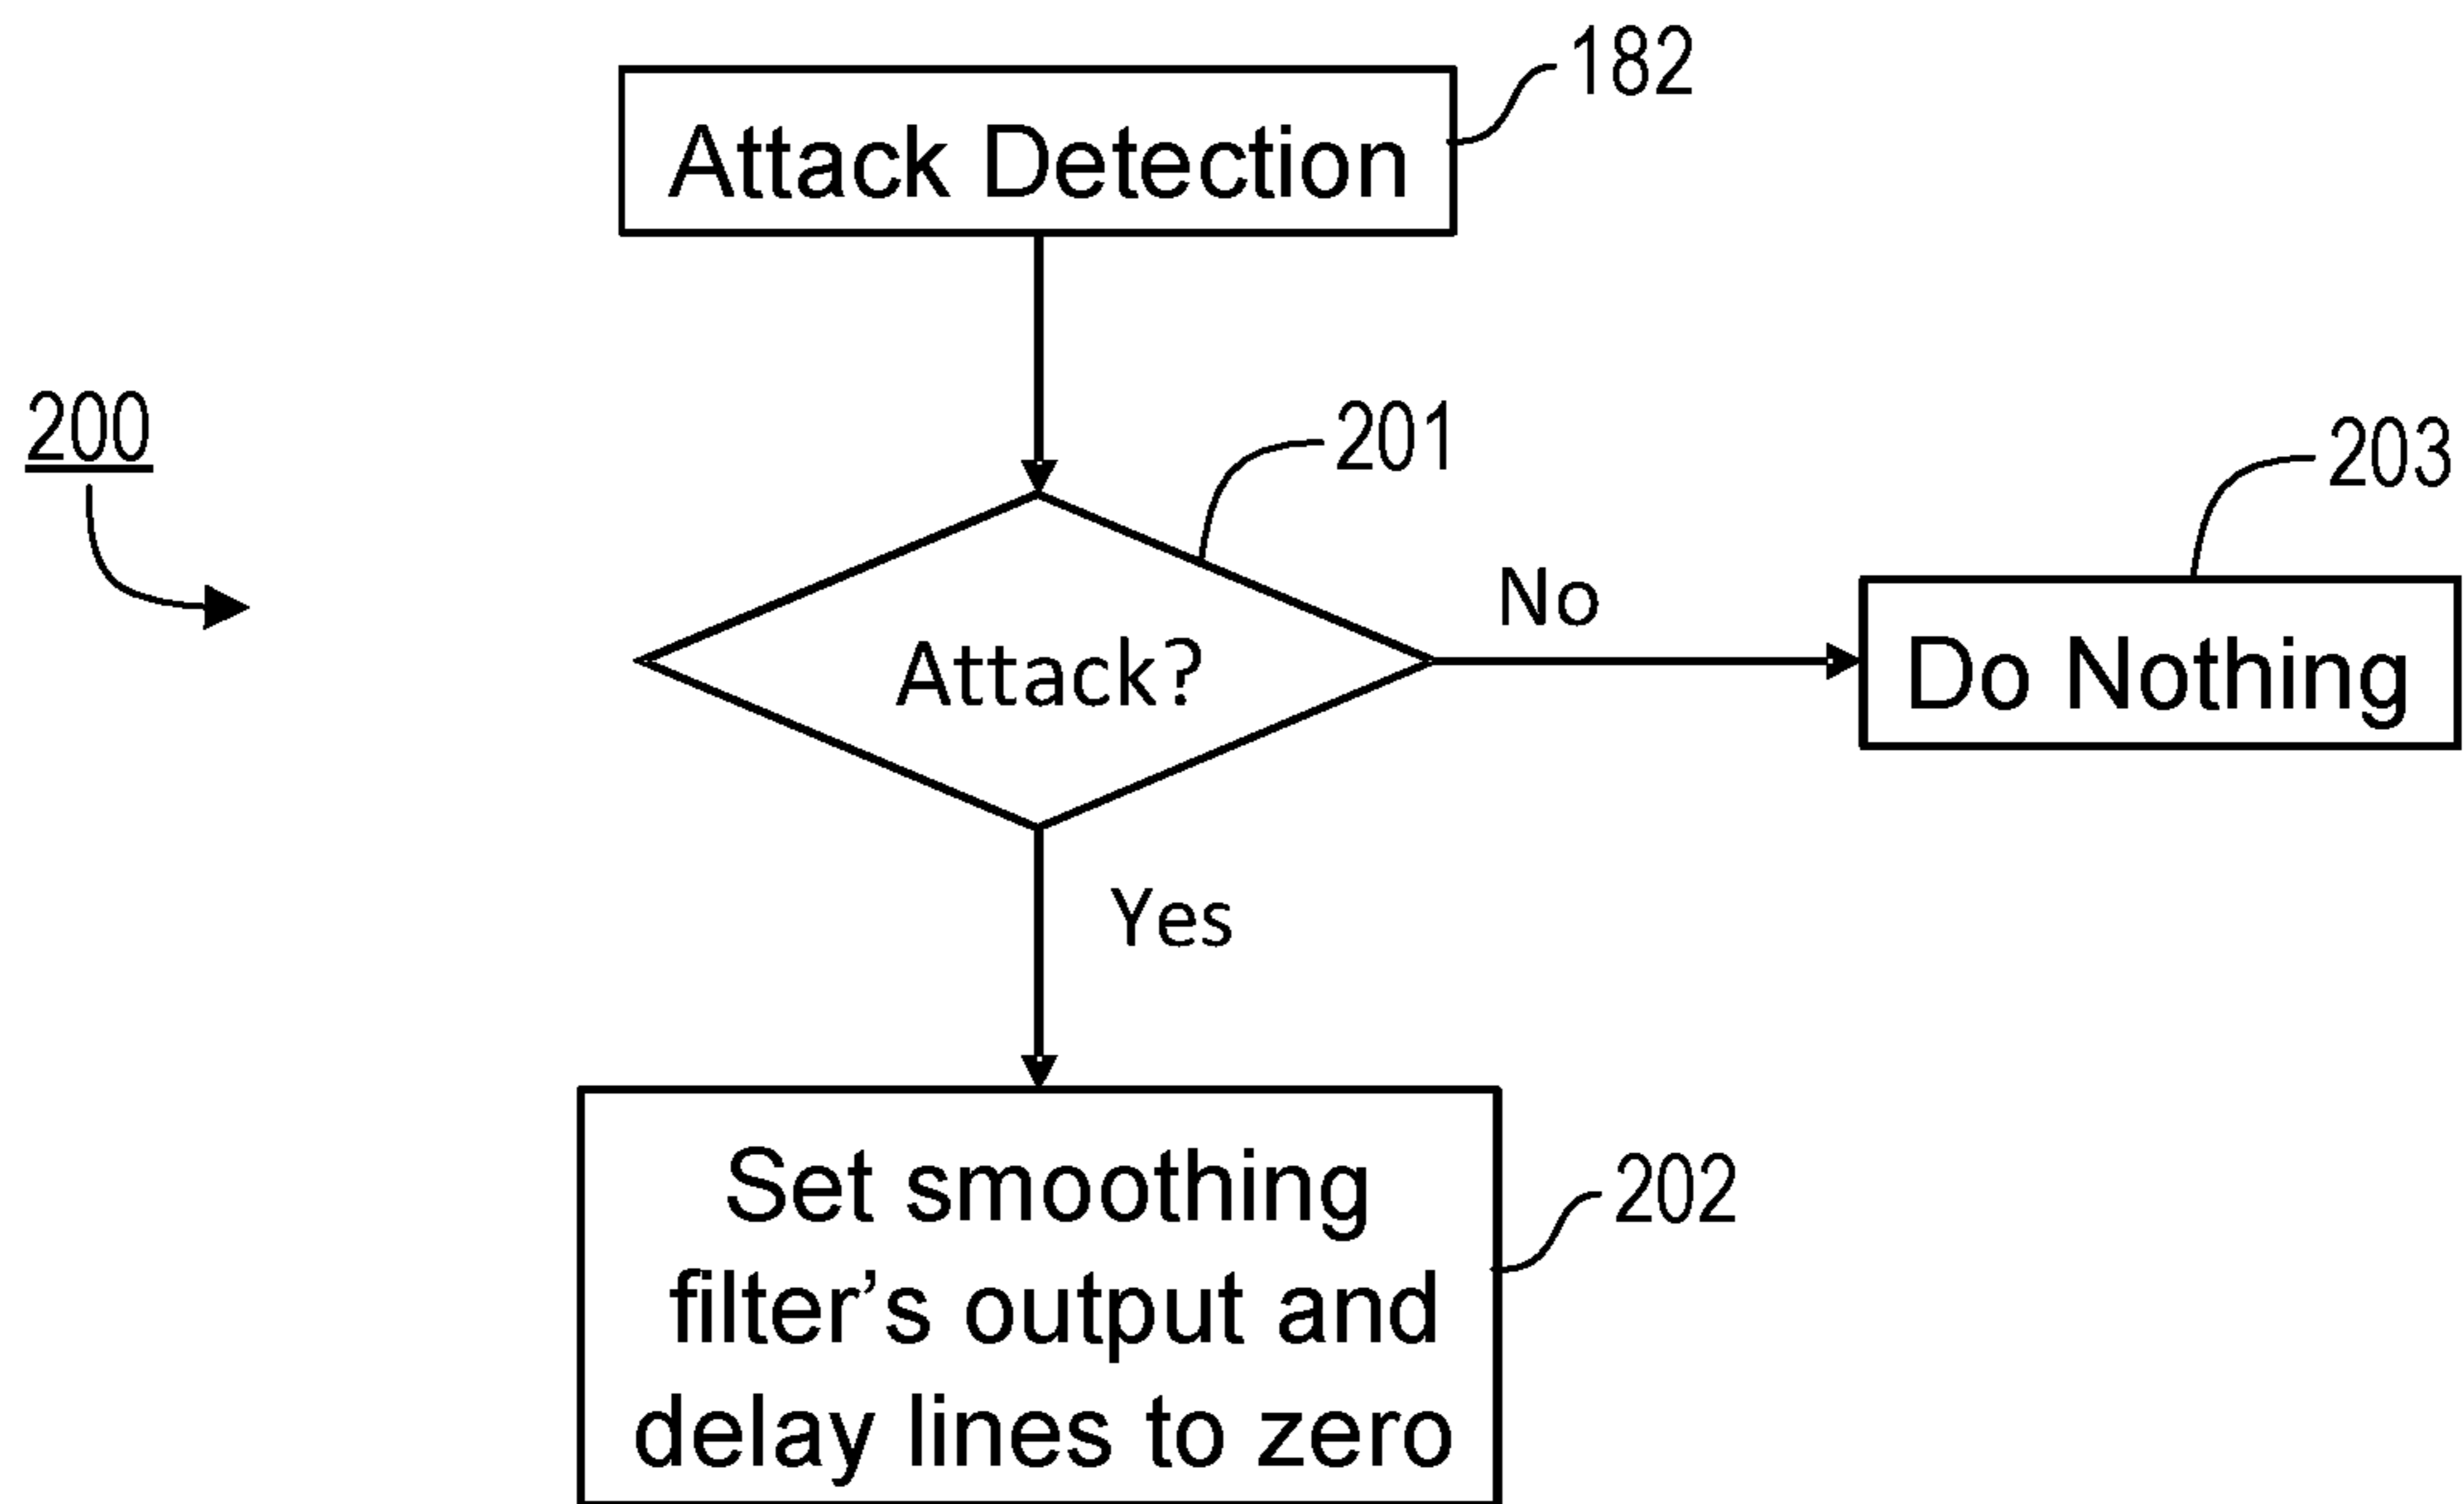 182
Attack Detection
200
201
203
No
Attack?
Do Nothing
Yes
Set smoothing
filter’s output and
delay lines to zero
202